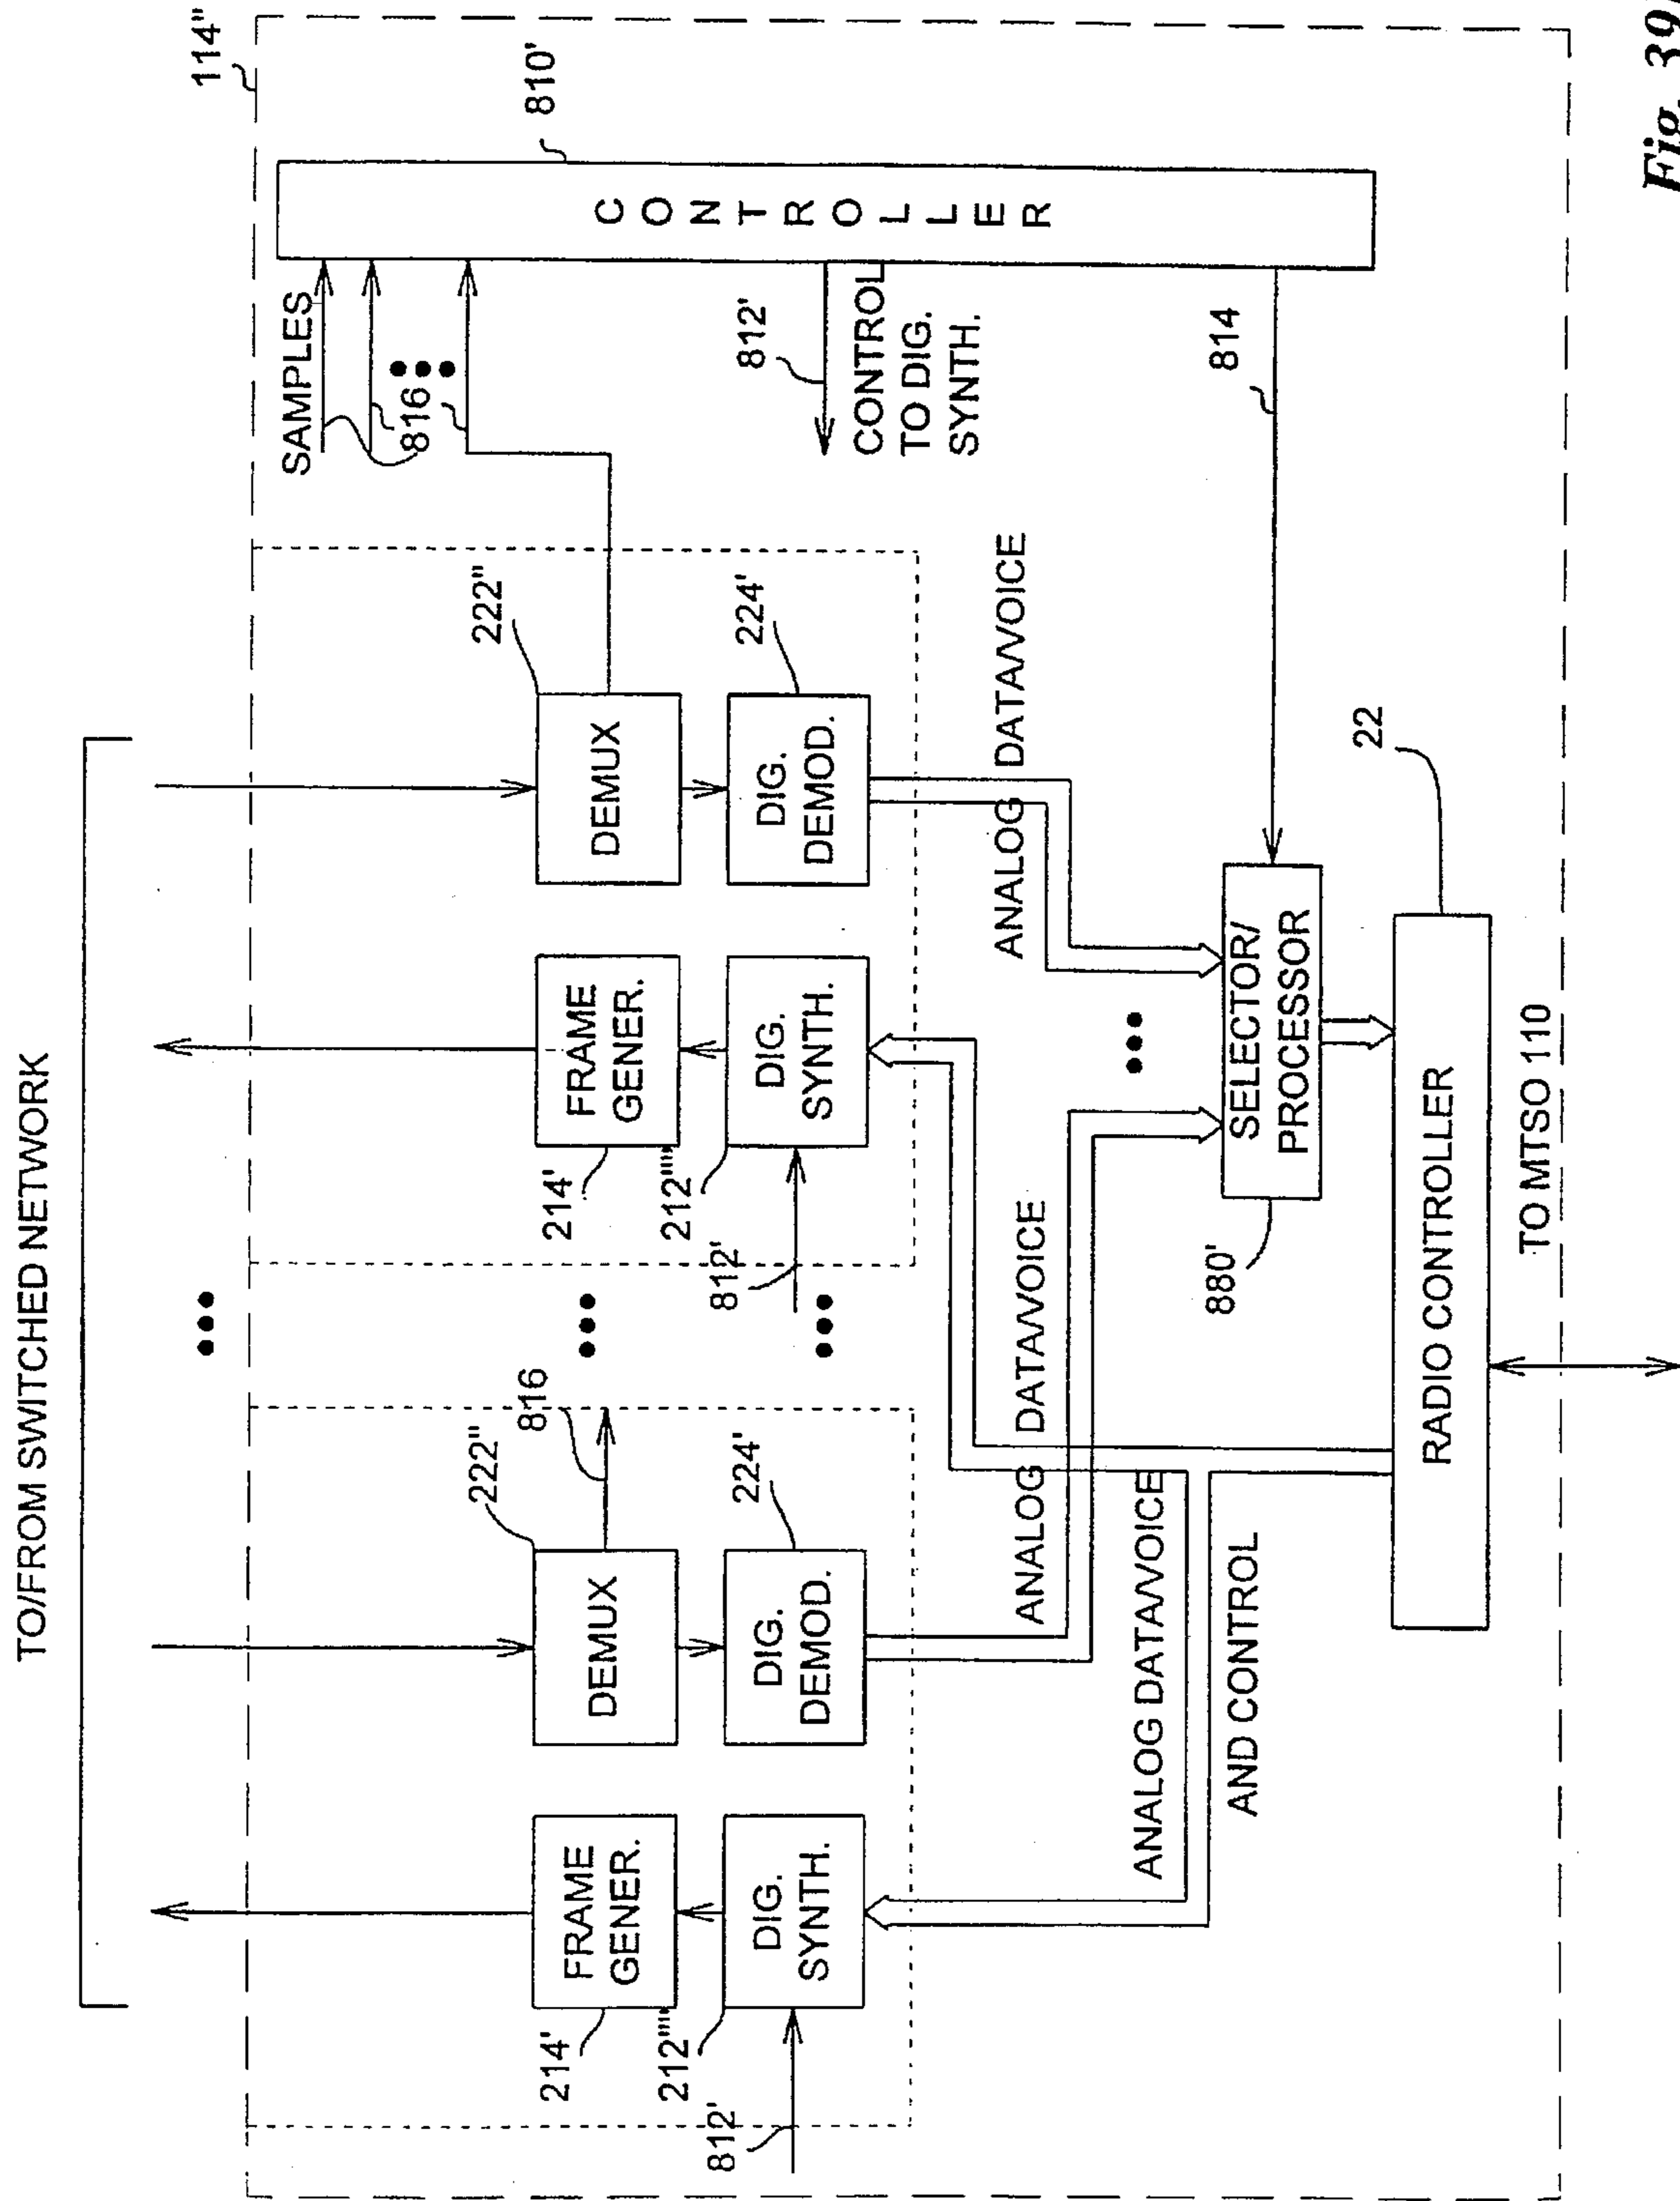 TO/FROM SWITCHED NETWORK
114"
214'
FRAME
GENER.
222"
DEMUX
816
214'
FRAME
GENER.
222"
DEMUX
SAMPLES
816
810'
CONTROLLER
812'
212""'
DIG.
SYNTH.
224'
DIG.
DEMOD.
812'
212""'
DIG.
SYNTH.
224'
DIG.
DEMOD.
812'
CONTROL
TO DIG.
SYNTH.
ANALOG DATA/VOICE
ANALOG DATA/VOICE
ANALOG DATA/VOICE
AND CONTROL
880'
SELECTOR/
PROCESSOR
814
RADIO CONTROLLER
22
TO MTSO 110
Fig. 39